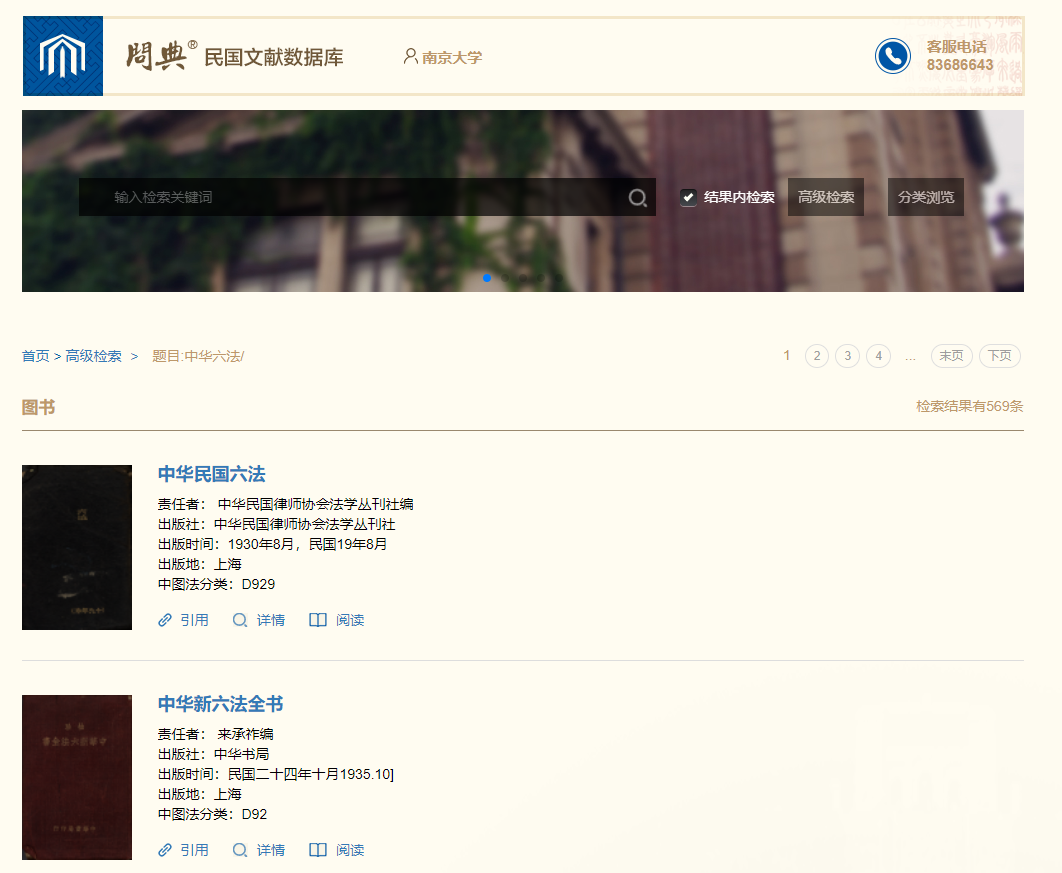 問典® 民国文献数据库
南京大学
客服电话
83686643
输入检索关键词
结果内检索
高级检索
分类浏览
首页 > 高级检索 > 题目:中华六法/
1 2 3 4 ... 末页 下页
图书
检索结果有569条
中华民国六法
责任者： 中华民国律师协会法学丛刊社编
出版社：中华民国律师协会法学丛刊社
出版时间：1930年8月，民国19年8月
出版地：上海
中图法分类：D929
引用 详情 阅读
中华新六法全书
责任者： 来承祚编
出版社：中华书局
出版时间：民国二十四年十月1935.10]
出版地：上海
中图法分类：D92
引用 详情 阅读